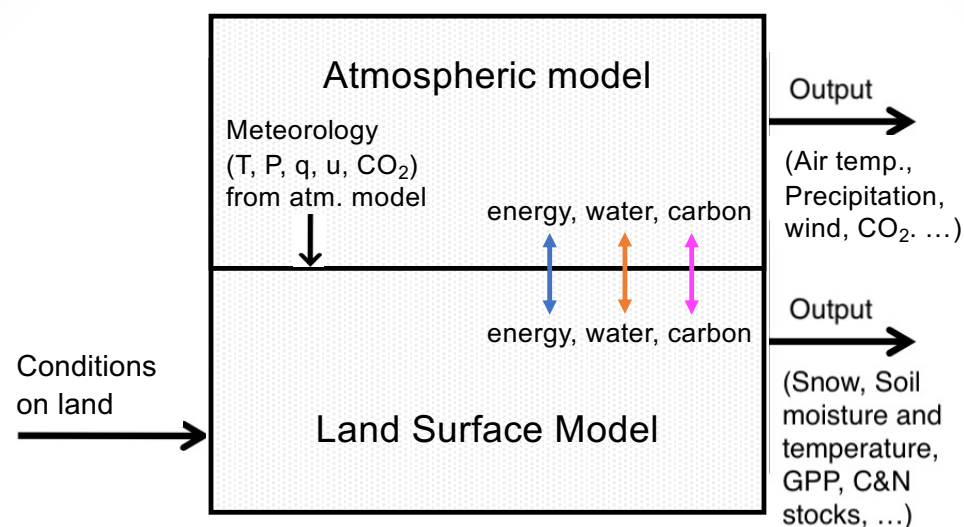 Atmospheric model
Meteorology
(T, P, q, u, CO₂)
from atm. model
energy, water, carbon
energy, water, carbon
Land Surface Model
Conditions
on land
Output
(Air temp.,
Precipitation,
wind, CO₂. …)
Output
(Snow, Soil
moisture and
temperature,
GPP, C&N
stocks, …)